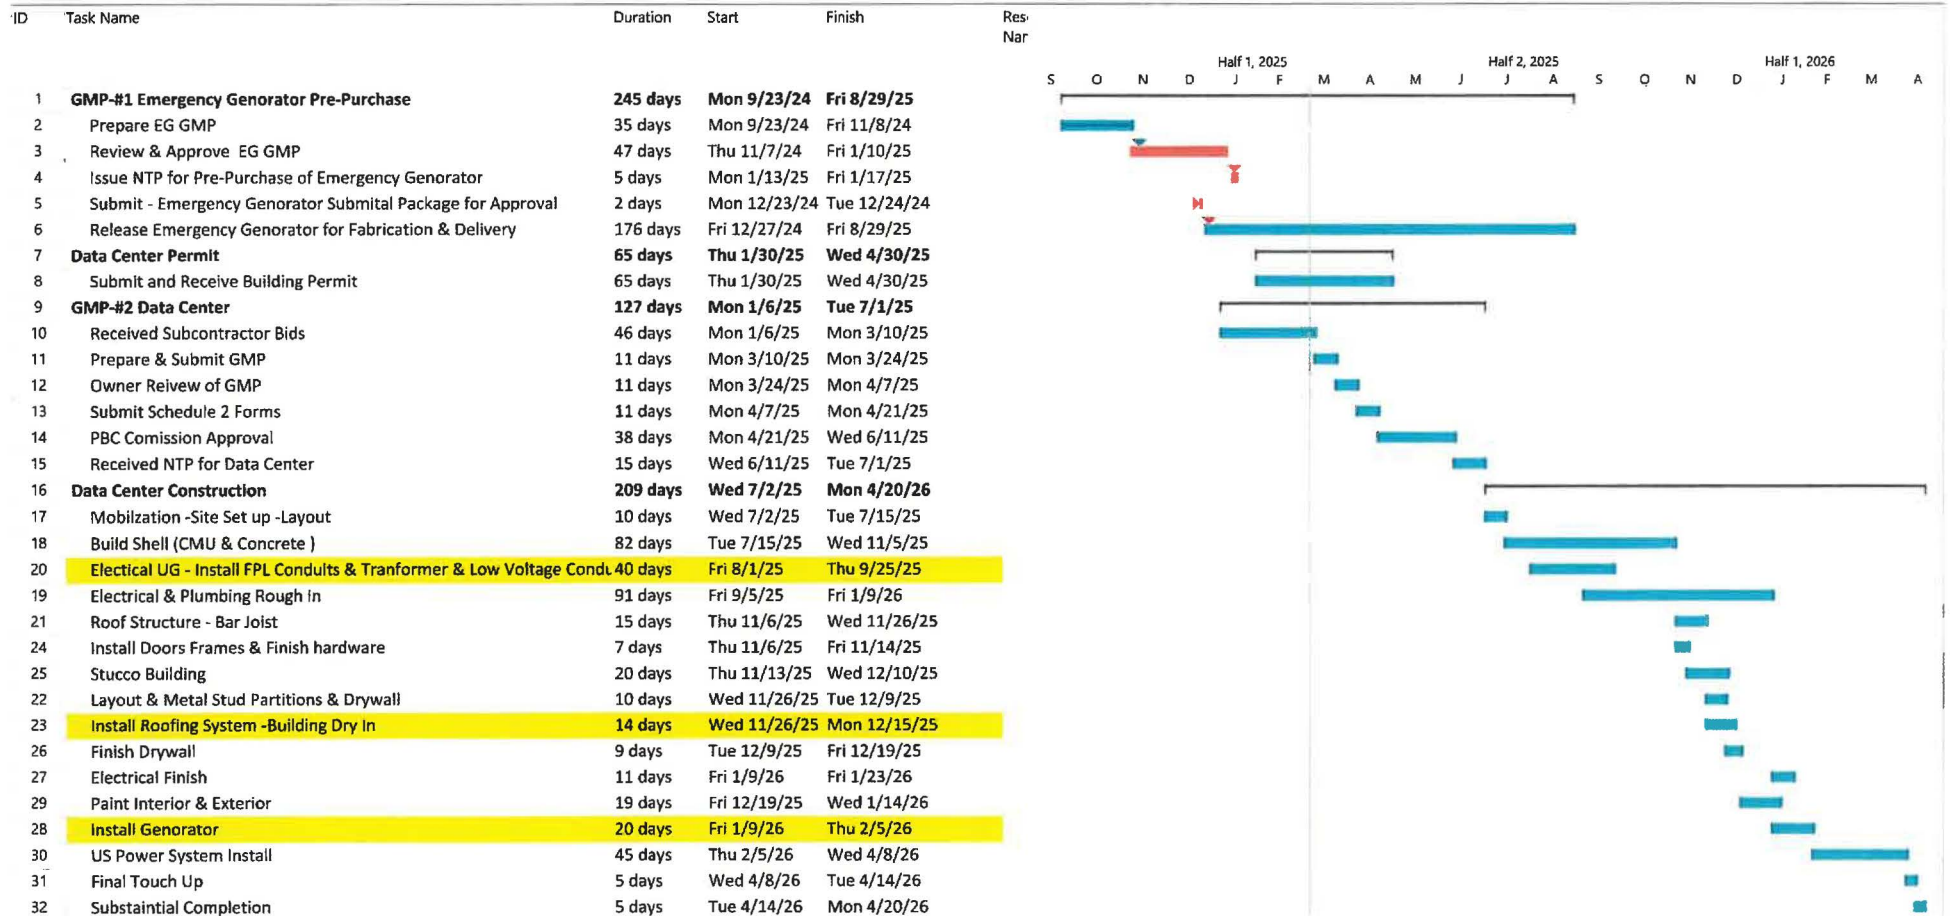 ID Task Name Duration Start Finish Res
Nar
Half 1, 2025 Half 2, 2025 Half 1, 2026
S O N D J F M A M J J A S O N D J F M A
1 GMP-#1 Emergency Genorator Pre-Purchase 245 days Mon 9/23/24 Fri 8/29/25
2 Prepare EG GMP 35 days Mon 9/23/24 Fri 11/8/24
3 Review & Approve EG GMP 47 days Thu 11/7/24 Fri 1/10/25
4 Issue NTP for Pre-Purchase of Emergency Genorator 5 days Mon 1/13/25 Fri 1/17/25
5 Submit - Emergency Genorator Submital Package for Approval 2 days Mon 12/23/24 Tue 12/24/24
6 Release Emergency Genorator for Fabrication & Delivery 176 days Fri 12/27/24 Fri 8/29/25
7 Data Center Permit 65 days Thu 1/30/25 Wed 4/30/25
8 Submit and Receive Building Permit 65 days Thu 1/30/25 Wed 4/30/25
9 GMP-#2 Data Center 127 days Mon 1/6/25 Tue 7/1/25
10 Received Subcontractor Bids 46 days Mon 1/6/25 Mon 3/10/25
11 Prepare & Submit GMP 11 days Mon 3/10/25 Mon 3/24/25
12 Owner Reivew of GMP 11 days Mon 3/24/25 Mon 4/7/25
13 Submit Schedule 2 Forms 11 days Mon 4/7/25 Mon 4/21/25
14 PBC Comission Approval 38 days Mon 4/21/25 Wed 6/11/25
15 Received NTP for Data Center 15 days Wed 6/11/25 Tue 7/1/25
16 Data Center Construction 209 days Wed 7/2/25 Mon 4/20/26
17 Mobilzation -Site Set up -Layout 10 days Wed 7/2/25 Tue 7/15/25
18 Build Shell (CMU & Concrete ) 82 days Tue 7/15/25 Wed 11/5/25
20 Electical UG - Install FPL Conduits & Tranformer & Low Voltage Condu 40 days Fri 8/1/25 Thu 9/25/25
19 Electrical & Plumbing Rough In 91 days Fri 9/5/25 Fri 1/9/26
21 Roof Structure - Bar Joist 15 days Thu 11/6/25 Wed 11/26/25
24 Install Doors Frames & Finish hardware 7 days Thu 11/6/25 Fri 11/14/25
25 Stucco Building 20 days Thu 11/13/25 Wed 12/10/25
22 Layout & Metal Stud Partitions & Drywall 10 days Wed 11/26/25 Tue 12/9/25
23 Install Roofing System -Building Dry In 14 days Wed 11/26/25 Mon 12/15/25
26 Finish Drywall 9 days Tue 12/9/25 Fri 12/19/25
27 Electrical Finish 11 days Fri 1/9/26 Fri 1/23/26
29 Paint Interior & Exterior 19 days Fri 12/19/25 Wed 1/14/26
28 Install Genorator 20 days Fri 1/9/26 Thu 2/5/26
30 US Power System Install 45 days Thu 2/5/26 Wed 4/8/26
31 Final Touch Up 5 days Wed 4/8/26 Tue 4/14/26
32 Substaintial Completion 5 days Tue 4/14/26 Mon 4/20/26